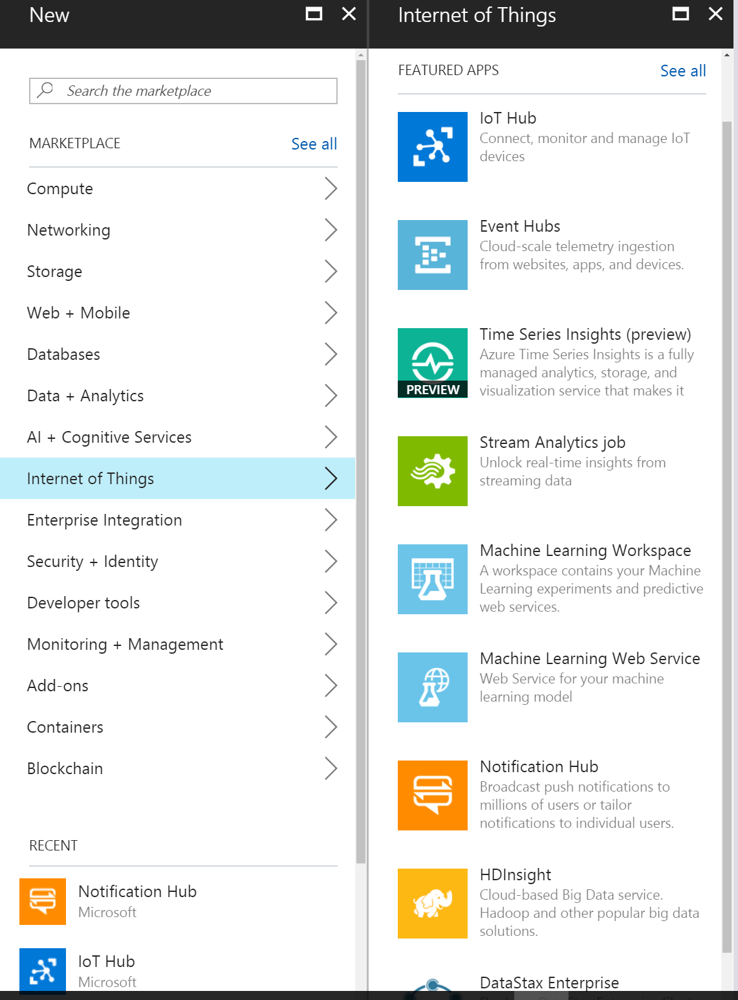 New
Search the marketplace
MARKETPLACE
See all
Compute
Networking
Storage
Web + Mobile
Databases
Data + Analytics
AI + Cognitive Services
Internet of Things
Enterprise Integration
Security + Identity
Developer tools
Monitoring + Management
Add-ons
Containers
Blockchain
RECENT
Notification Hub
Microsoft
IoT Hub
Microsoft
Internet of Things
FEATURED APPS
See all
IoT Hub
Connect, monitor and manage IoT
devices
Event Hubs
Cloud-scale telemetry ingestion
from websites, apps, and devices.
PREVIEW
Time Series Insights (preview)
Azure Time Series Insights is a fully
managed analytics, storage, and
visualization service that makes it
Stream Analytics job
Unlock real-time insights from
streaming data
Machine Learning Workspace
A workspace contains your Machine
Learning experiments and predictive
web services.
Machine Learning Web Service
Web Service for your machine
learning model
Notification Hub
Broadcast push notifications to
millions of users or tailor
notifications to individual users.
HDInsight
Cloud-based Big Data service.
Hadoop and other popular big data
solutions.
DataStax Enterprise